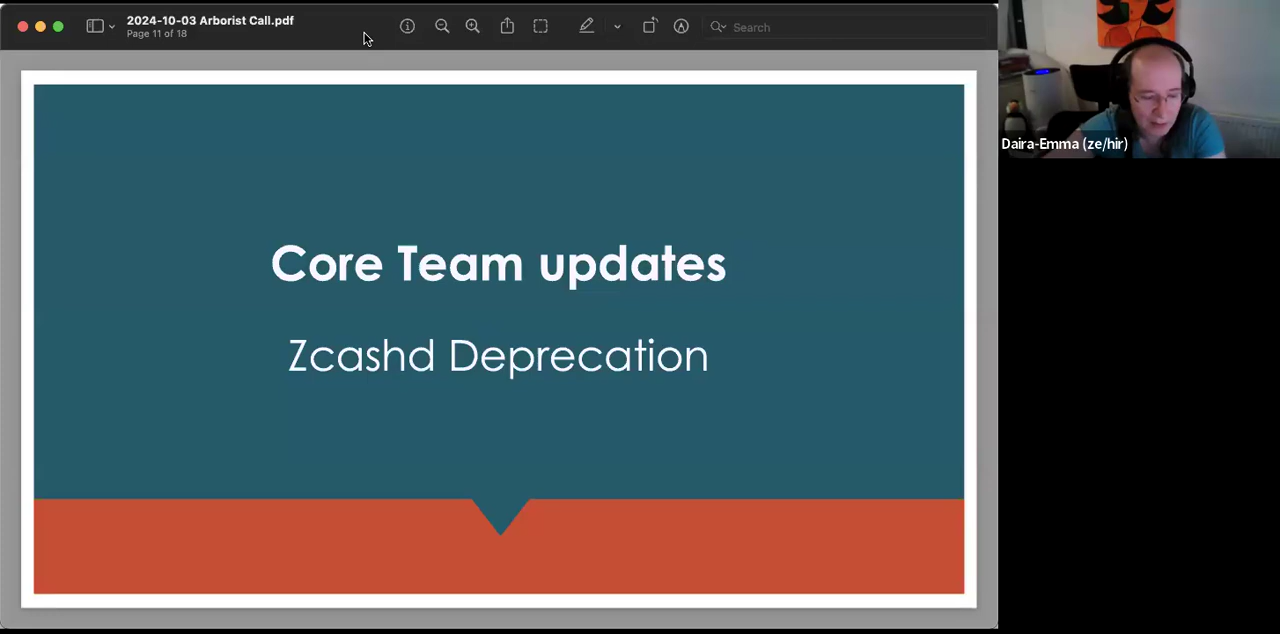 2024-10-03 Arborist Call.pdf
Page 11 of 18
Search
Core Team updates
Zcashd Deprecation
Daira-Emma (ze/hir)